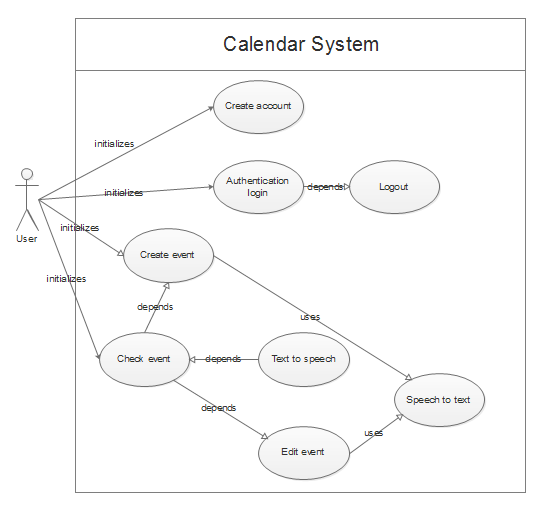 Calendar System
Create account
initializes
Authentication
login
depends
Logout
initializes
User
initializes
Create event
initializes
depends
uses
Check event
depends
Text to speech
depends
Speech to text
uses
Edit event